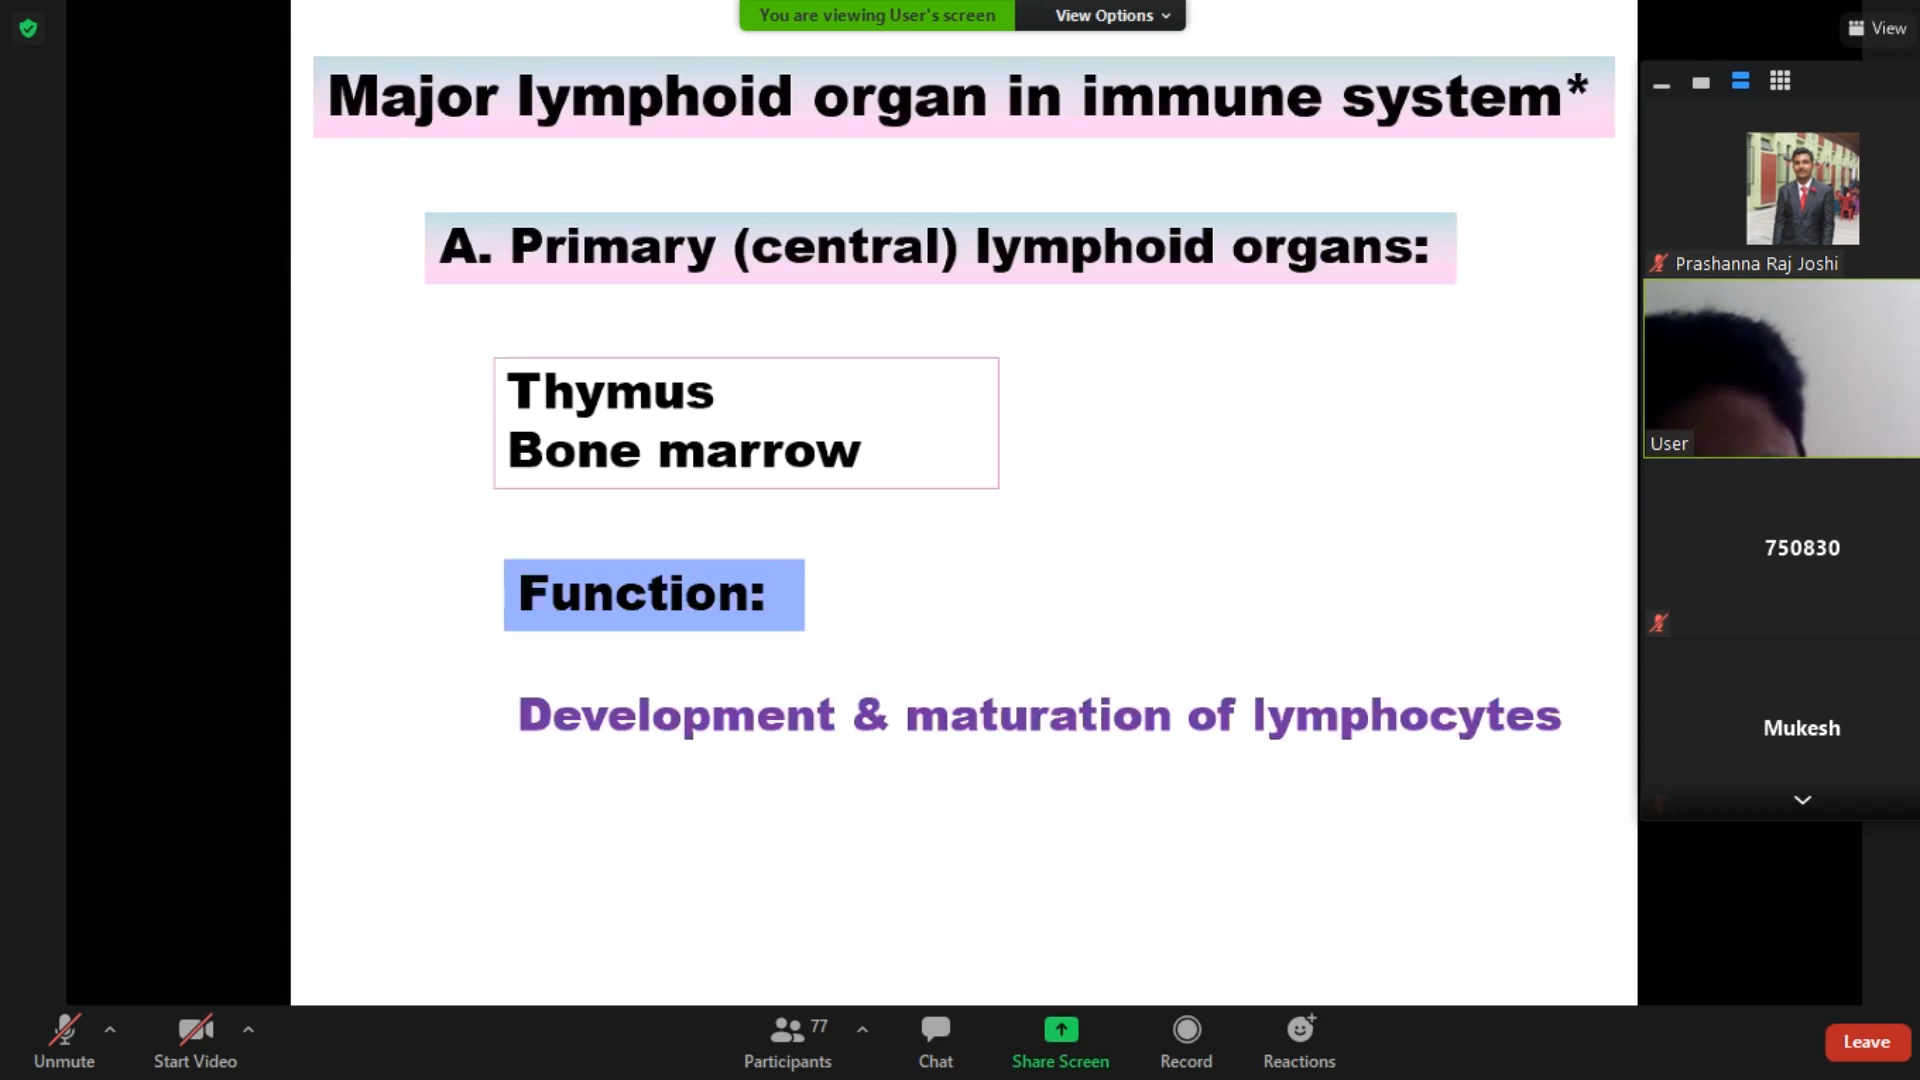 You are viewing User's screen
View Options
View
Major lymphoid organ in immune system*
A. Primary (central) lymphoid organs:
Thymus
Bone marrow
Function:
Development & maturation of lymphocytes
Prashanna Raj Joshi
User
750830
Mukesh
Unmute
Start Video
77
Participants
Chat
Share Screen
Record
Reactions
Leave